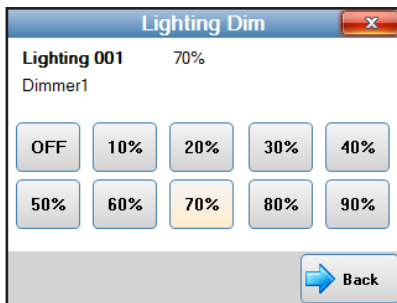 Lighting Dim
x
Lighting 001 70%
Dimmer1
OFF 10% 20% 30% 40%
50% 60% 70% 80% 90%
Back